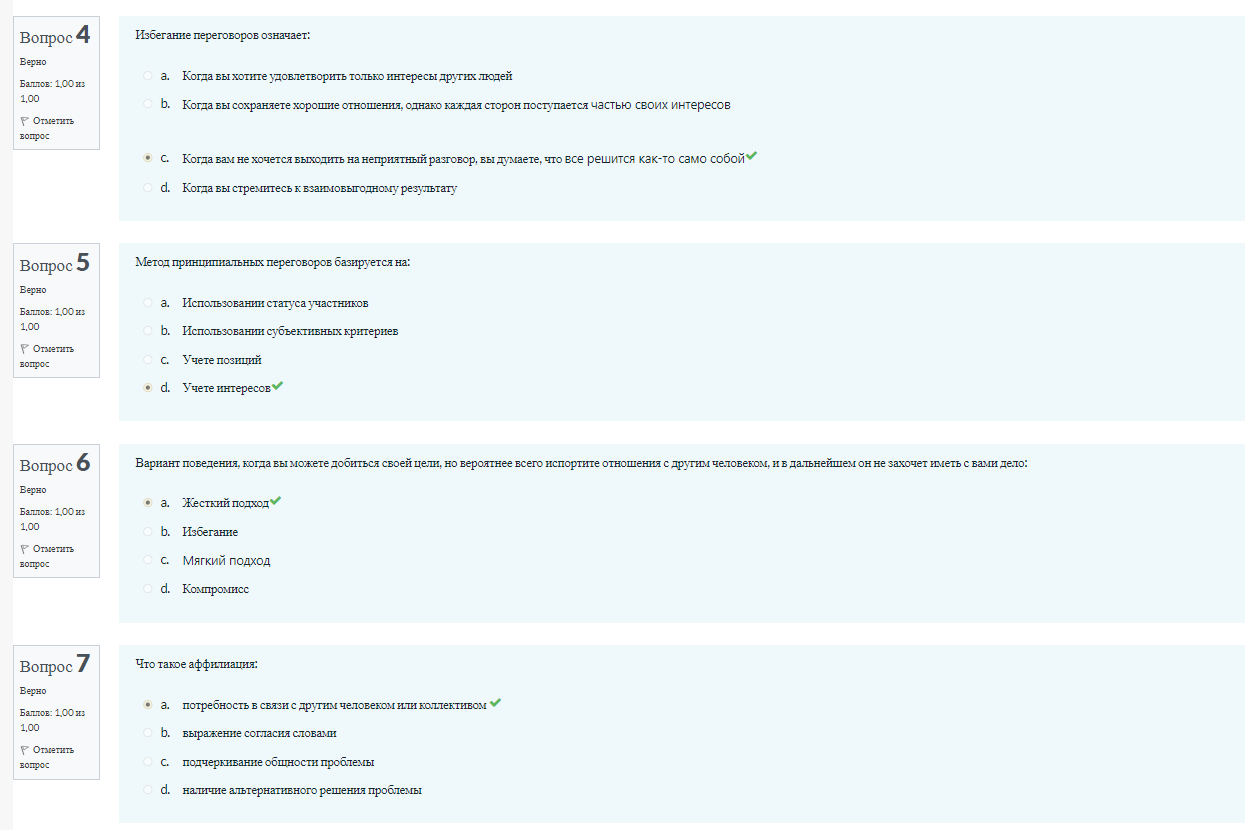 Вопрос 4
Верно
Баллов: 1,00 из
1,00
Отметить
вопрос
Избегание переговоров означает:
a. Когда вы хотите удовлетворить только интересы других людей
b. Когда вы сохраняете хорошие отношения, однако каждая сторон поступается частью своих интересов
c. Когда вам не хочется выходить на неприятный разговор, вы думаете, что все решится как-то само собой
d. Когда вы стремитесь к взаимовыгодному результату
Вопрос 5
Верно
Баллов: 1,00 из
1,00
Отметить
вопрос
Метод принципиальных переговоров базируется на:
a. Использовании статуса участников
b. Использовании субъективных критериев
c. Учете позиций
d. Учете интересов
Вопрос 6
Верно
Баллов: 1,00 из
1,00
Отметить
вопрос
Вариант поведения, когда вы можете добиться своей цели, но вероятнее всего испортите отношения с другим человеком, и в дальнейшем он не захочет иметь с вами дело:
a. Жесткий подход
b. Избегание
c. Мягкий подход
d. Компромисс
Вопрос 7
Верно
Баллов: 1,00 из
1,00
Отметить
вопрос
Что такое аффилиация:
a. потребность в связи с другим человеком или коллективом
b. выражение согласия словами
c. подчеркивание общности проблемы
d. наличие альтернативного решения проблемы